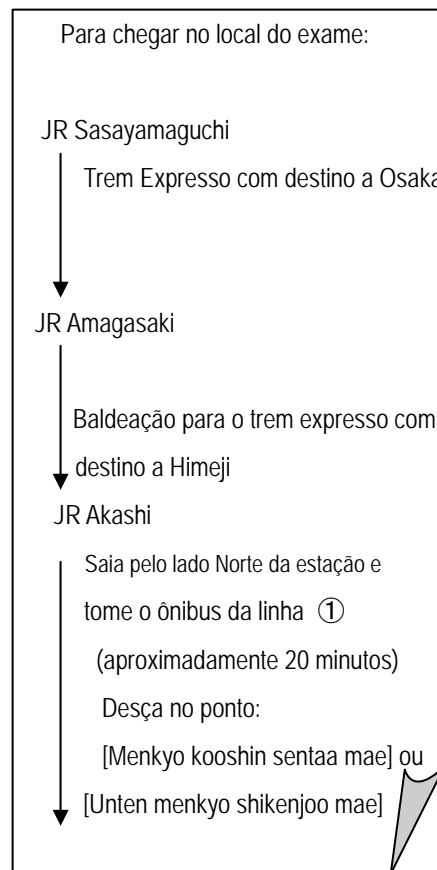 Para chegar no local do exame:
JR Sasayamaguchi
Trem Expresso com destino a Osaka
JR Amagasaki
Baldeação para o trem expresso com
destino a Himeji
JR Akashi
Saia pelo lado Norte da estação e
tome o ônibus da linha ①
(aproximadamente 20 minutos)
Desça no ponto:
[Menkyo kooshin sentaa mae] ou
[Unten menkyo shikenjoo mae]